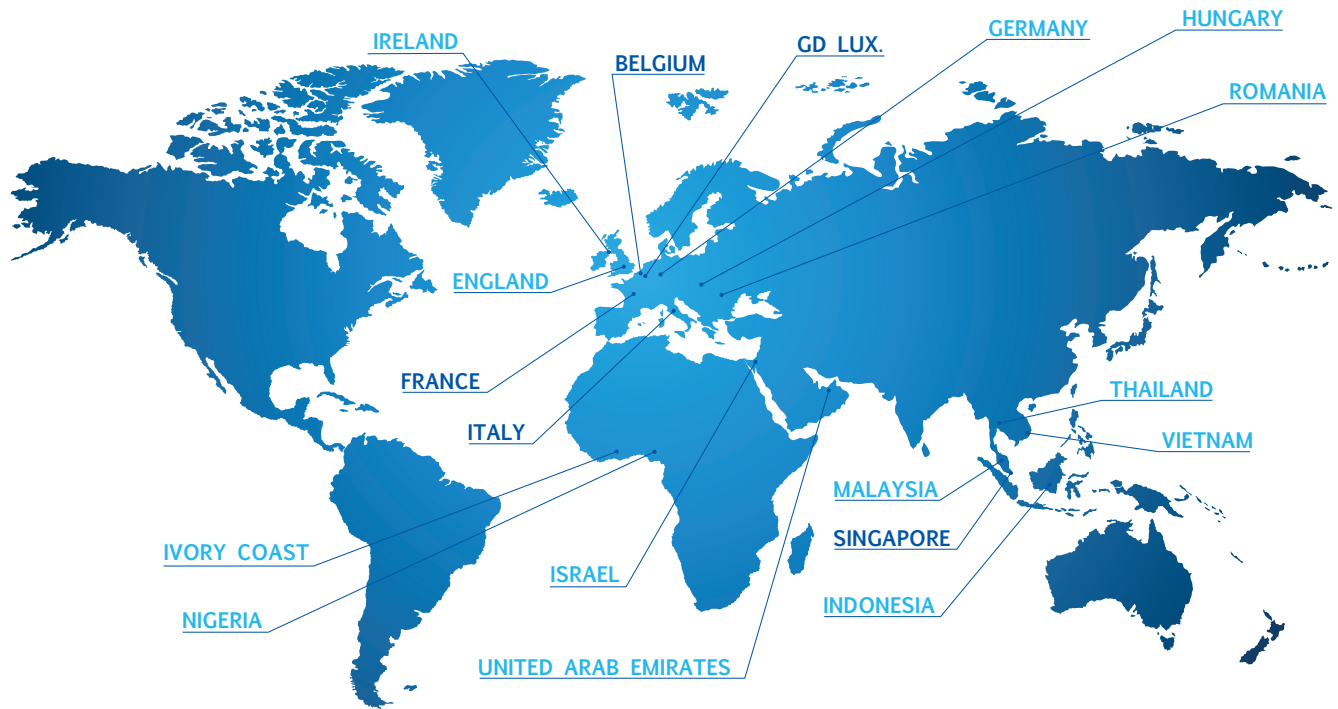 HUNGARY
GERMANY
IRELAND
GD LUX.
BELGIUM
ROMANIA
ENGLAND
FRANCE
THAILAND
ITALY
VIETNAM
MALAYSIA
SINGAPORE
IVORY COAST
ISRAEL
INDONESIA
NIGERIA
UNITED ARAB EMIRATES